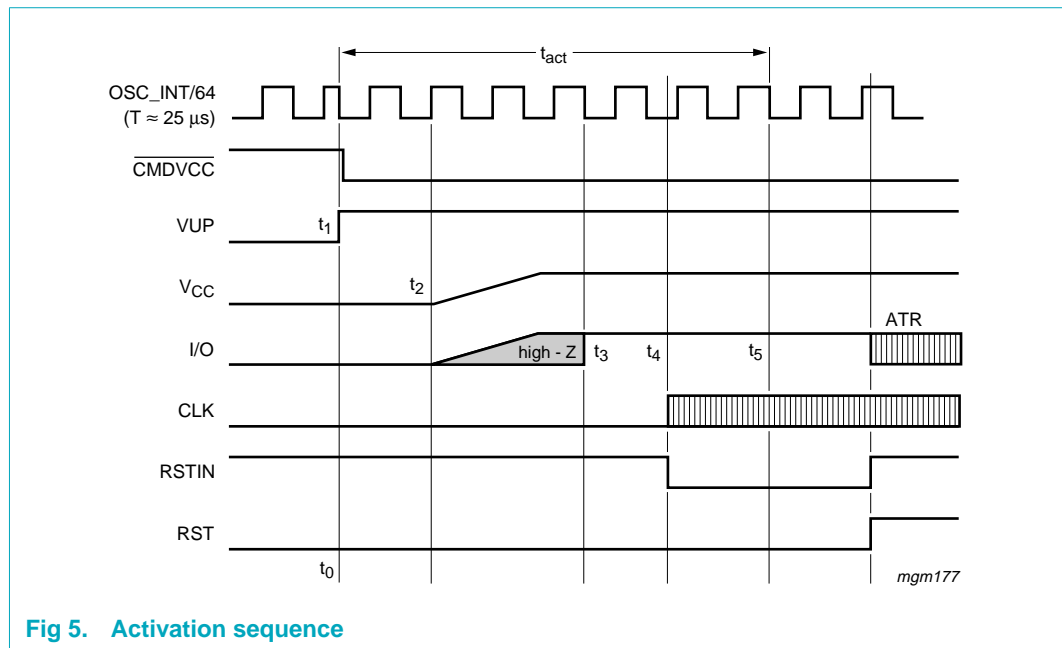 t_act
OSC_INT/64
(T ≈ 25 μs)
CMDVCC
VUP
t_1
V_CC
t_2
I/O
high - Z
t_3
t_4
t_5
ATR
CLK
RSTIN
RST
t_0
mgm177
Fig 5. Activation sequence